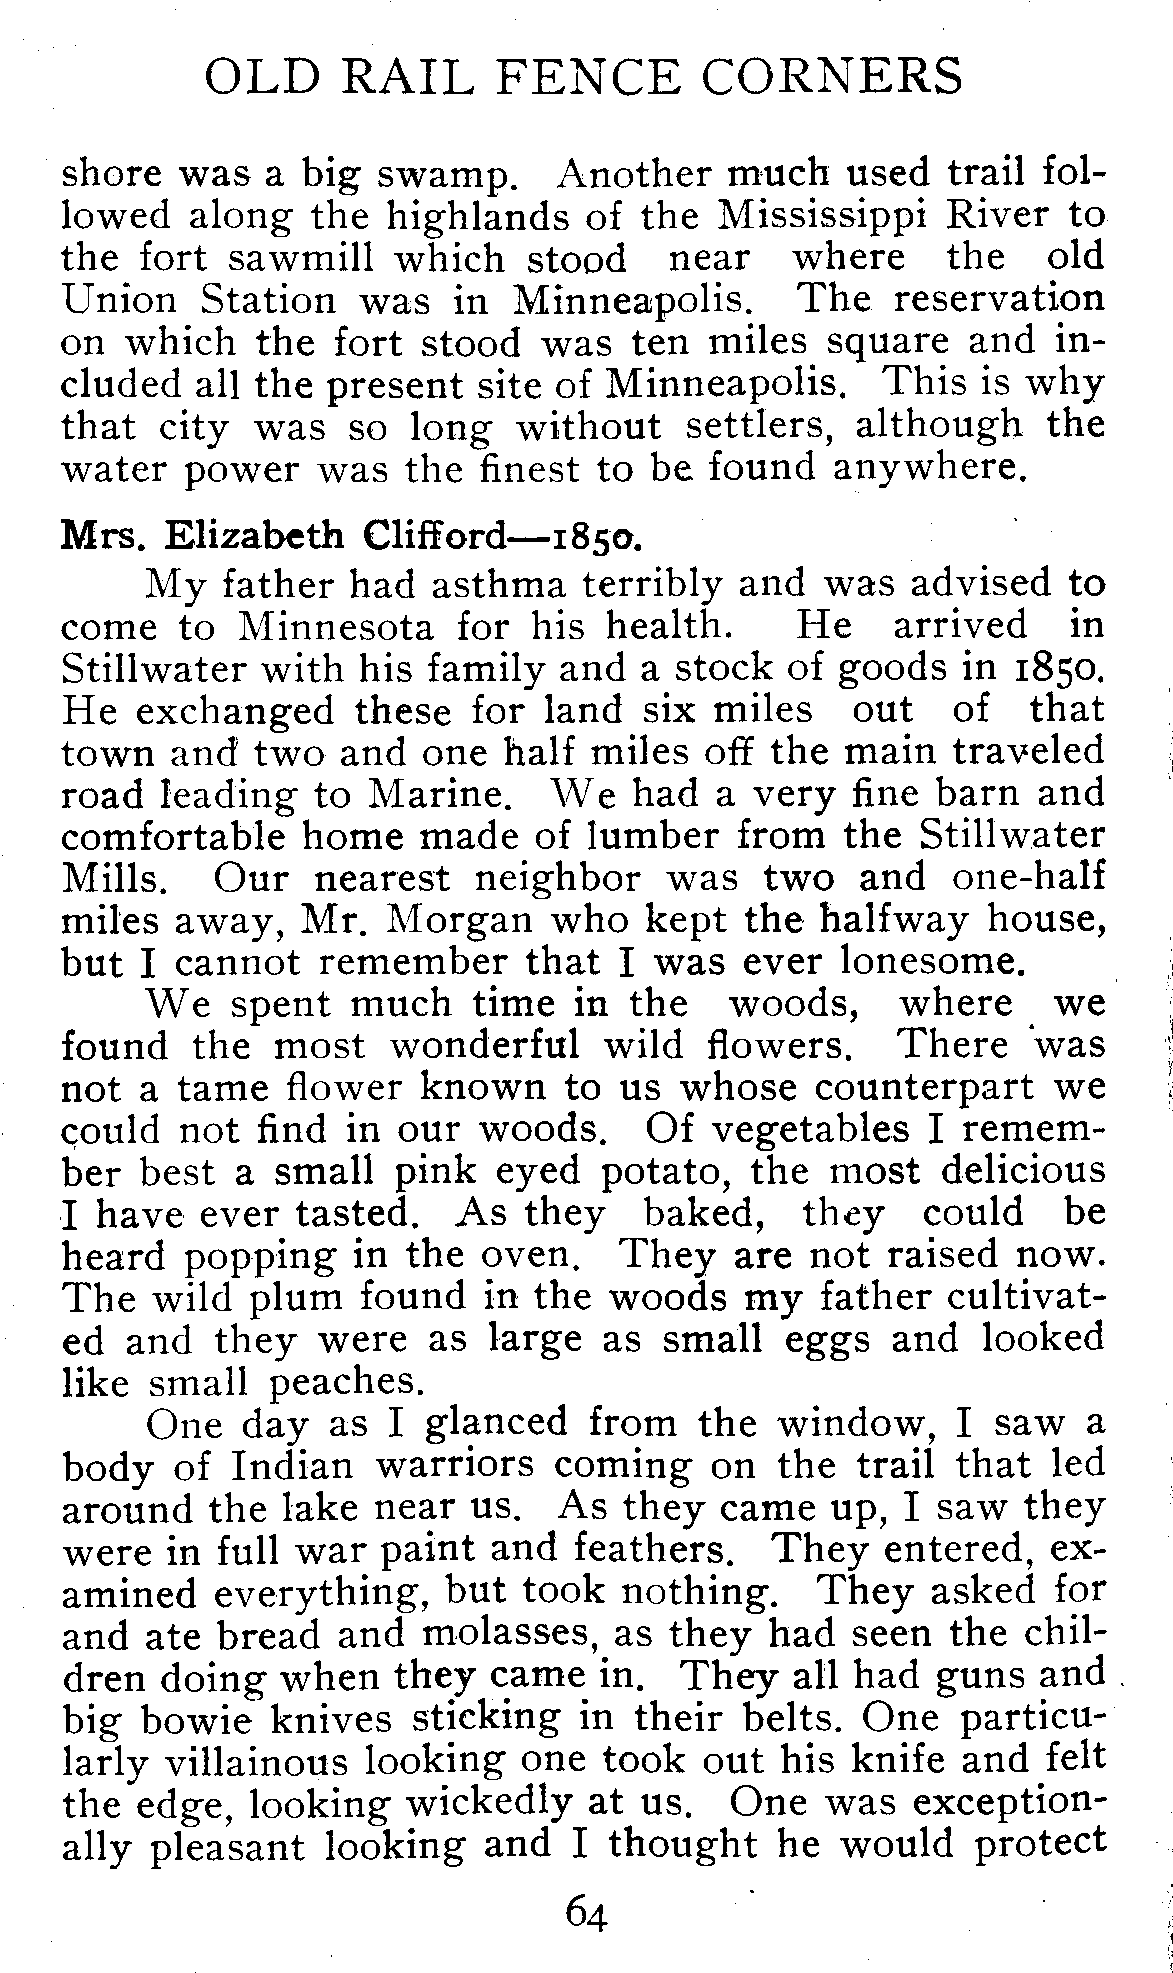 OLD RAIL FENCE CORNERS
shore was a big swamp. Another much used trail fol-
lowed along the highlands of the Mississippi River to
the fort sawmill which stood near where the old
Union Station was in Minneapolis. The reservation
on which the fort stood was ten miles square and in-
cluded all the present site of Minneapolis. This is why
that city was so long without settlers, although the
water power was the finest to be found anywhere.
Mrs. Elizabeth Clifford—1850.
My father had asthma terribly and was advised to
come to Minnesota for his health. He arrived in
Stillwater with his family and a stock of goods in 1850.
He exchanged these for land six miles out of that
town and two and one half miles off the main traveled
road leading to Marine. We had a very fine barn and
comfortable home made of lumber from the Stillwater
Mills. Our nearest neighbor was two and one-half
miles away, Mr. Morgan who kept the halfway house,
but I cannot remember that I was ever lonesome.
We spent much time in the woods, where we
found the most wonderful wild flowers. There was
not a tame flower known to us whose counterpart we
could not find in our woods. Of vegetables I remem-
ber best a small pink eyed potato, the most delicious
I have ever tasted. As they baked, they could be
heard popping in the oven. They are not raised now.
The wild plum found in the woods my father cultivat-
ed and they were as large as small eggs and looked
like small peaches.
One day as I glanced from the window, I saw a
body of Indian warriors coming on the trail that led
around the lake near us. As they came up, I saw they
were in full war paint and feathers. They entered, ex-
amined everything, but took nothing. They asked for
and ate bread and molasses, as they had seen the chil-
dren doing when they came in. They all had guns and
big bowie knives sticking in their belts. One particu-
larly villainous looking one took out his knife and felt
the edge, looking wickedly at us. One was exception-
ally pleasant looking and I thought he would protect
64